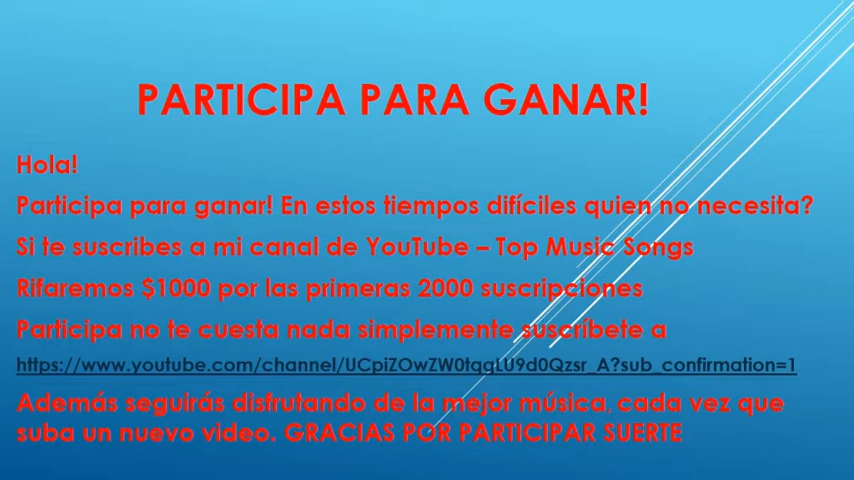 PARTICIPA PARA GANAR!
Hola!
Participa para ganar! En estos tiempos difíciles quien no necesita?
Si te suscribes a mi canal de YouTube – Top Music Songs
Rifaremos $1000 por las primeras 2000 suscripciones
Participa no te cuesta nada simplemente suscríbete a
https://www.youtube.com/channel/UCpiZOwZW0tqqLU9d0Qzsr_A?sub_confirmation=1
Además seguirás disfrutando de la mejor música, cada vez que
suba un nuevo video. GRACIAS POR PARTICIPAR SUERTE